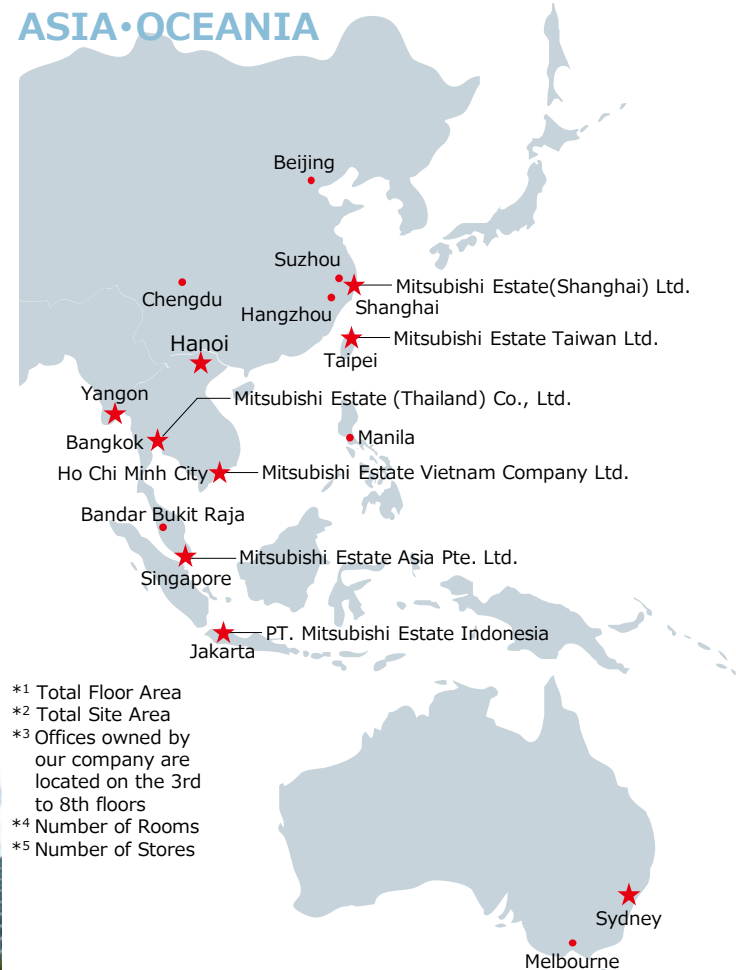 ASIA•OCEANIA
Beijing
Suzhou
Mitsubishi Estate(Shanghai) Ltd.
Chengdu
Hangzhou
Shanghai
Hanoi
Mitsubishi Estate Taiwan Ltd.
Taipei
Yangon
Mitsubishi Estate (Thailand) Co., Ltd.
Bangkok
Manila
Ho Chi Minh City
Mitsubishi Estate Vietnam Company Ltd.
Bandar Bukit Raja
Mitsubishi Estate Asia Pte. Ltd.
Singapore
PT. Mitsubishi Estate Indonesia
Jakarta
*1 Total Floor Area
*2 Total Site Area
*3 Offices owned by
our company are
located on the 3rd
to 8th floors
*4 Number of Rooms
*5 Number of Stores
Sydney
Melbourne